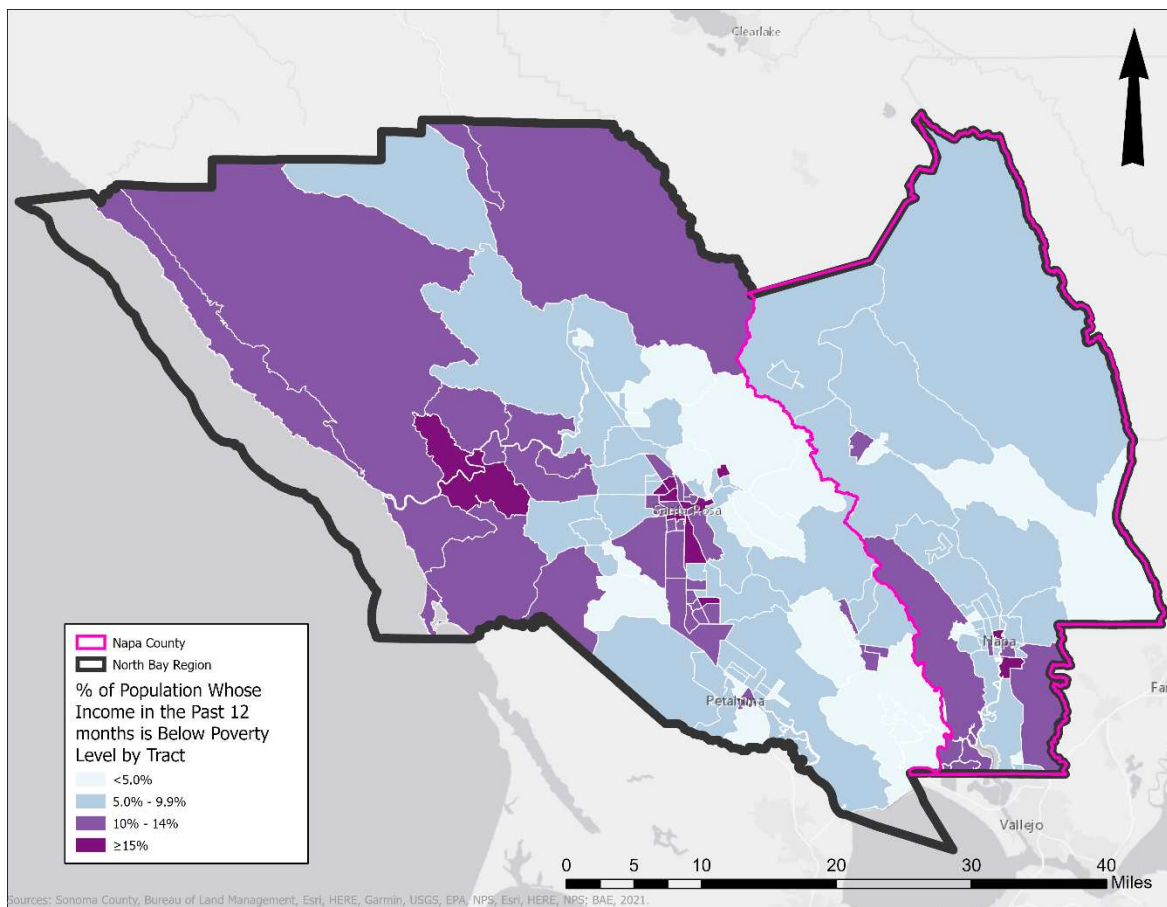 Clearlake
Santa Rosa
Napa
Petaluma
Fai
Vallejo
Napa County
North Bay Region
% of Population Whose
Income in the Past 12
months is Below Poverty
Level by Tract
<5.0%
5.0% - 9.9%
10% - 14%
≥15%
0 5 10 20 30 40
Miles
Sources: Sonoma County, Bureau of Land Management, Esri, HERE, Garmin, USGS, EPA, NPS, Esri, HERE, NPS; BAE, 2021.